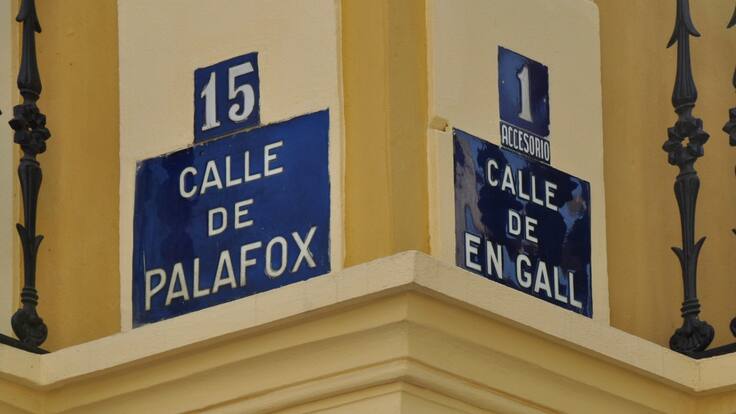 15
CALLE
DE
PALAFOX
1
ACCESORIO
CALLE
DE
EN GALL